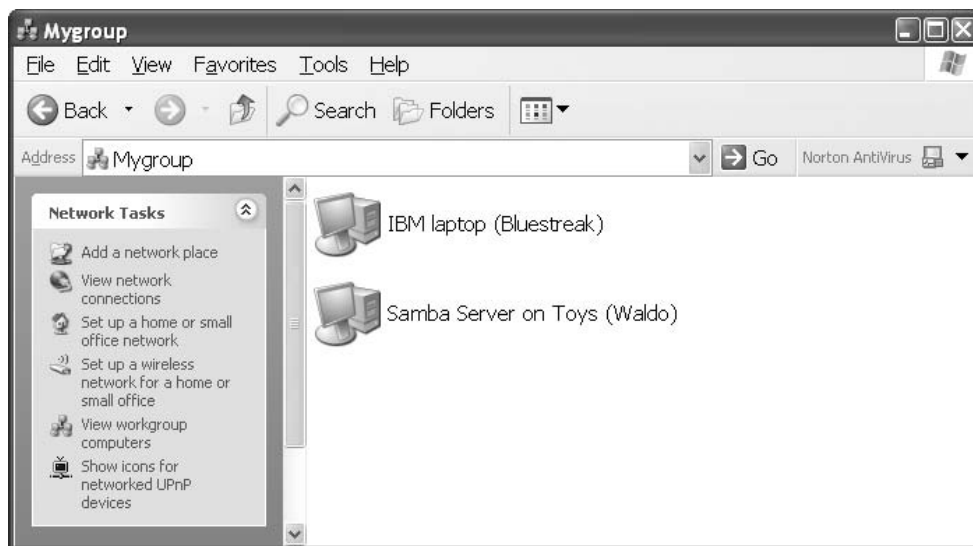 Mygroup
File Edit View Favorites Tools Help
Back Search Folders
Address Mygroup Go Norton AntiVirus
Network Tasks
Add a network place
View network
connections
Set up a home or small
office network
Set up a wireless
network for a home or
small office
View workgroup
computers
Show icons for
networked UPnP
devices
IBM laptop (Bluestreak)
Samba Server on Toys (Waldo)